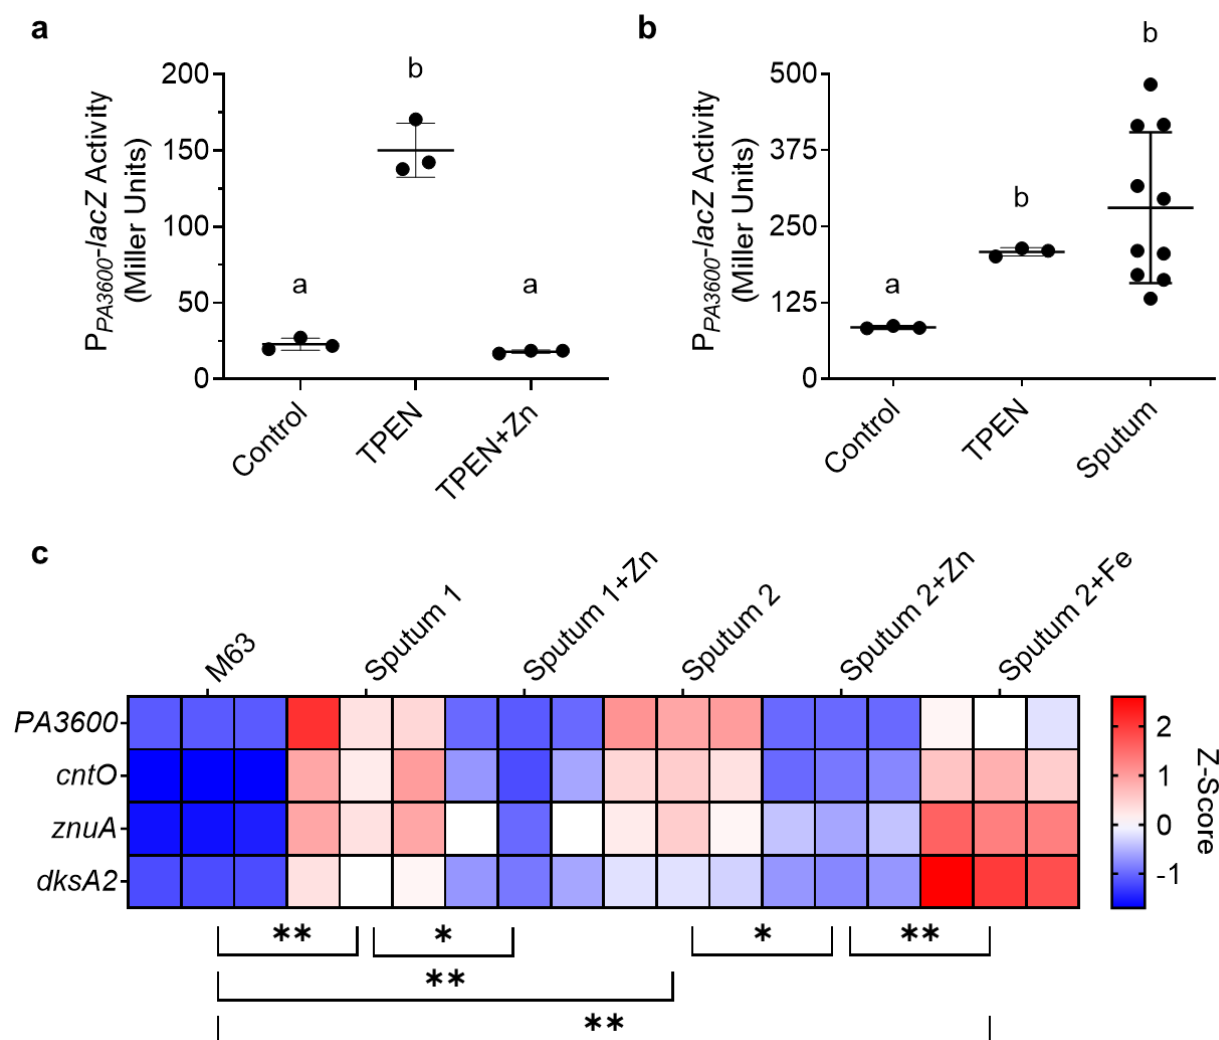 a
b
P_PA3600-lacZ Activity
(Miller Units)
200
150
100
50
0
a
b
a
Control
TPEN
TPEN+Zn
P_PA3600-lacZ Activity
(Miller Units)
500
375
250
125
0
a
b
b
Control
TPEN
Sputum
c
M63
Sputum 1
Sputum 1+Zn
Sputum 2
Sputum 2+Zn
Sputum 2+Fe
PA3600
cntO
znuA
dksA2
2
1
0
-1
Z-Score
** * * **
**
**